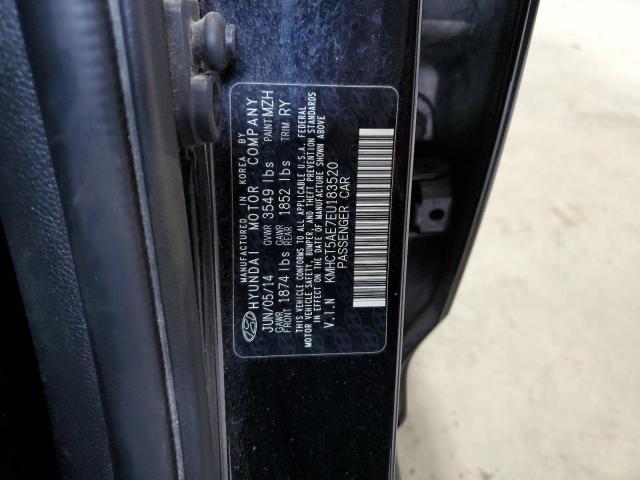 MANUFACTURED IN KOREA BY
HYUNDAI MOTOR COMPANY
JUN/05/14 GVWR 3549 lbs PAINT MZH
GAWR FRONT 1874 lbs GAWR REAR 1852 lbs TRIM RY
THIS VEHICLE CONFORMS TO ALL APPLICABLE U.S.A. FEDERAL
MOTOR VEHICLE SAFETY, BUMPER, AND THEFT PREVENTION STANDARDS
IN EFFECT ON THE DATE OF MANUFACTURE SHOWN ABOVE
V.I.N KMHCT5AE7EU183520
PASSENGER CAR